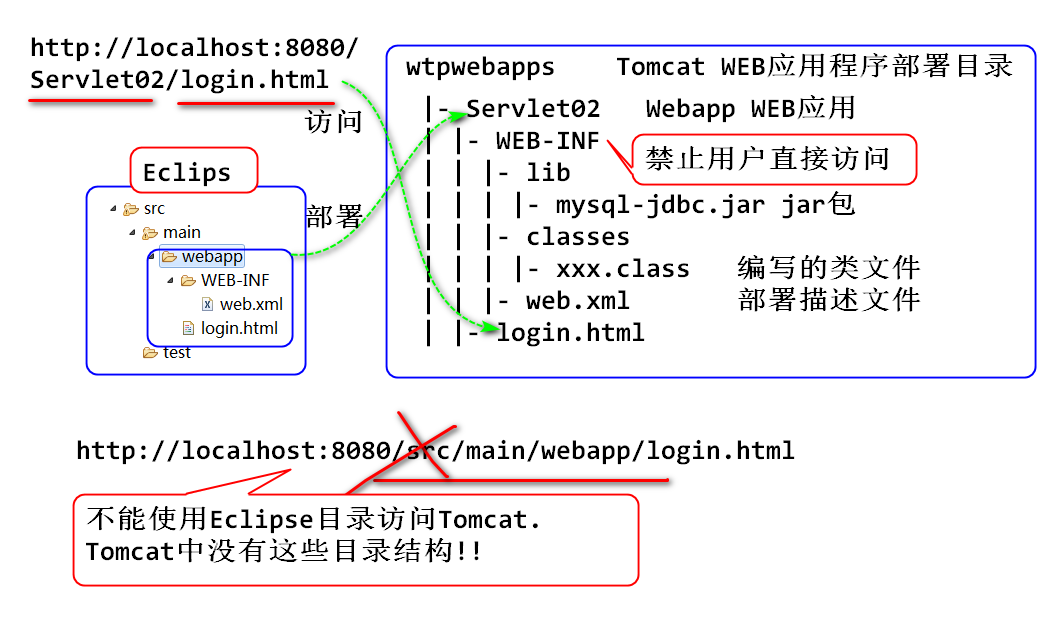 http://localhost:8080/
Servlet02/login.html
访问
Eclips
src
main
webapp
WEB-INF
web.xml
login.html
test
部署
wtpwebapps Tomcat WEB应用程序部署目录
|- Servlet02 Webapp WEB应用
| |- WEB-INF
禁止用户直接访问
| | |- lib
| | | |- mysql-jdbc.jar jar包
| | |- classes
| | | |- xxx.class 编写的类文件
| | |- web.xml 部署描述文件
| |- login.html
http://localhost:8080/src/main/webapp/login.html
不能使用Eclipse目录访问Tomcat.
Tomcat中没有这些目录结构!!